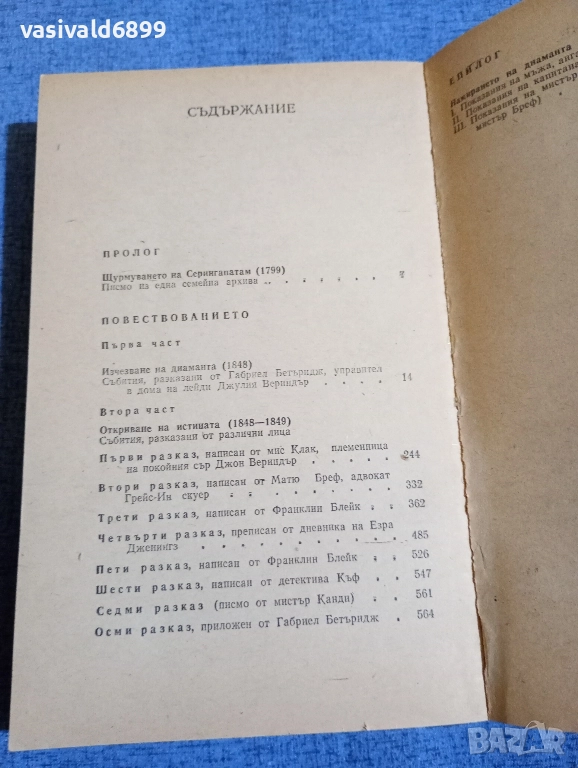 vasivald6899
СЪДЪРЖАНИЕ
ПРОЛОГ
Щурмуването на Серингапатам (1799)
Писмо из една семейна архива . . . . . . . 7
ПОВЕСТВОВАНИЕТО
Първа част
Изчезване на диаманта (1848)
Събития, разказани от Габриел Бетъридж, управител
в дома на лейди Джулия Вериндър . . . . 14
Втора част
Откриване на истината (1848—1849)
Събития, разказани от различни лица
Първи разказ, написан от мис Клак, племенница
на покойния сър Джон Вериндър . . . . . 244
Втори разказ, написан от Матю Бреф, адвокат
Грейс-Ин скуер . . . . . . . . 332
Трети разказ, написан от Франклин Блейк . . 362
Четвърти разказ, преписан от дневника на Езра
Дженингз . . . . . . . . . 485
Пети разказ, написан от Франклин Блейк . . 526
Шести разказ, написан от детектива Къф . . 547
Седми разказ (писмо от мистър Канди) . . 561
Осми разказ, приложен от Габриел Бетъридж . 564
ЕПИЛОГ
Намирането на диаманта
I. Показания на мъжа,
II. Показания на капитана
III. Показания на мистър
мистър Бреф)
BAZAR